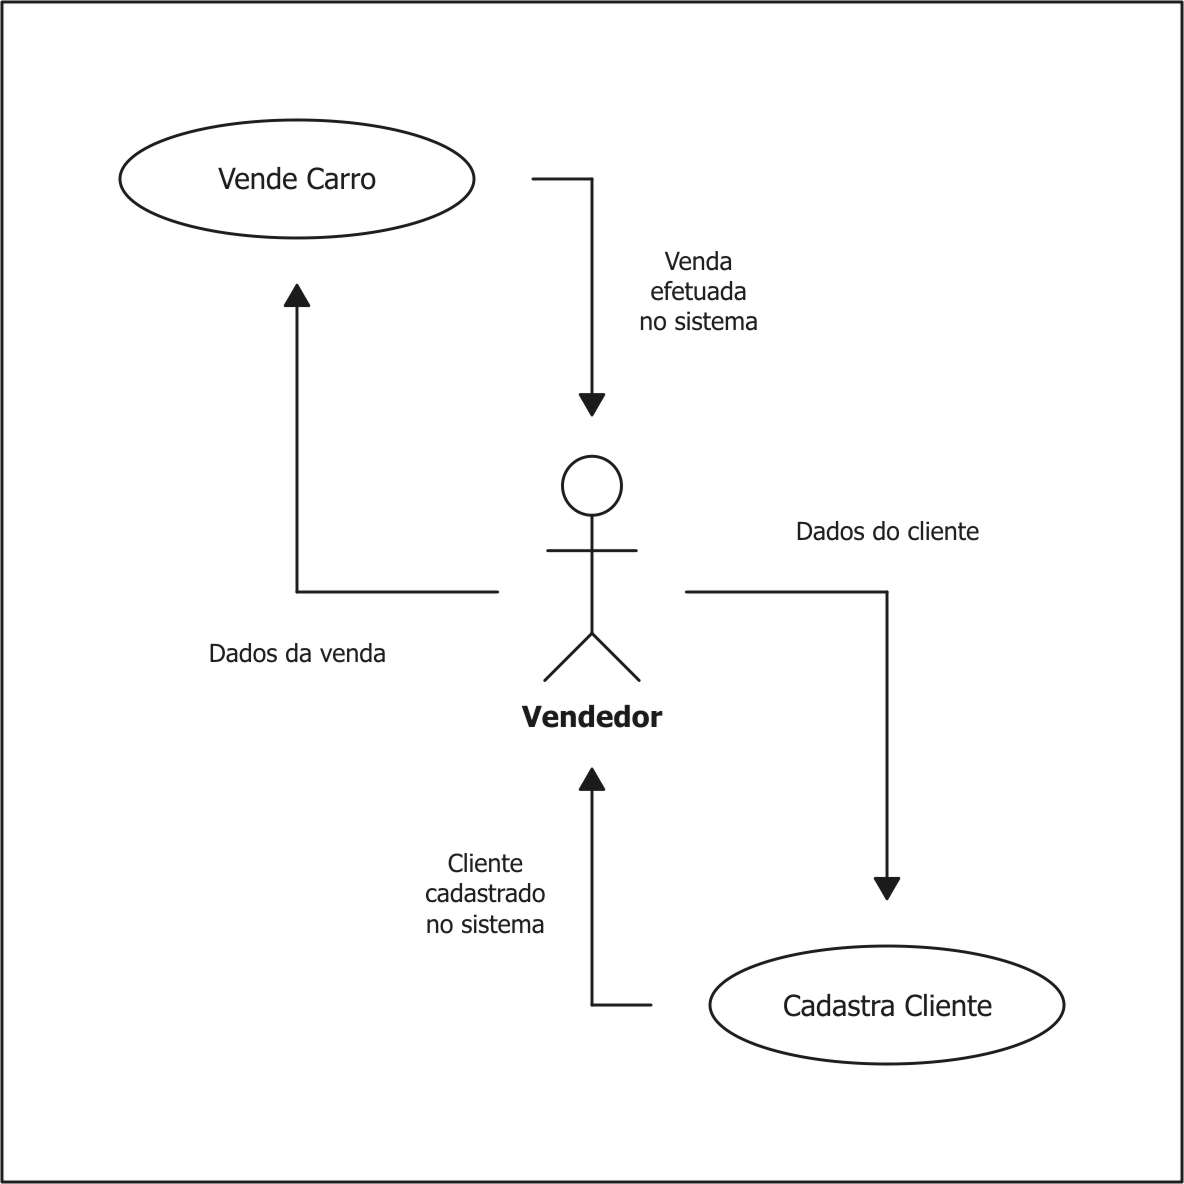 Vende Carro
Venda
efetuada
no sistema
Dados do cliente
Dados da venda
Vendedor
Cliente
cadastrado
no sistema
Cadastra Cliente